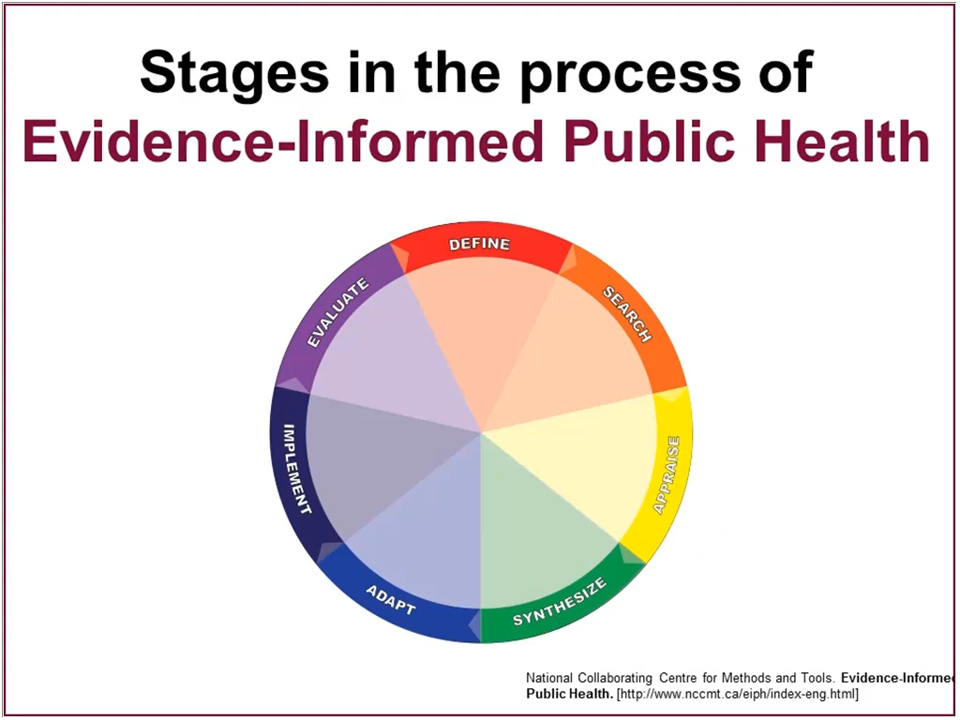 Stages in the process of
Evidence-Informed Public Health
DEFINE
SEARCH
APPRAISE
SYNTHESIZE
ADAPT
IMPLEMENT
EVALUATE
National Collaborating Centre for Methods and Tools. Evidence-Informe
Public Health. [http://www.nccmt.ca/eiph/index-eng.html]